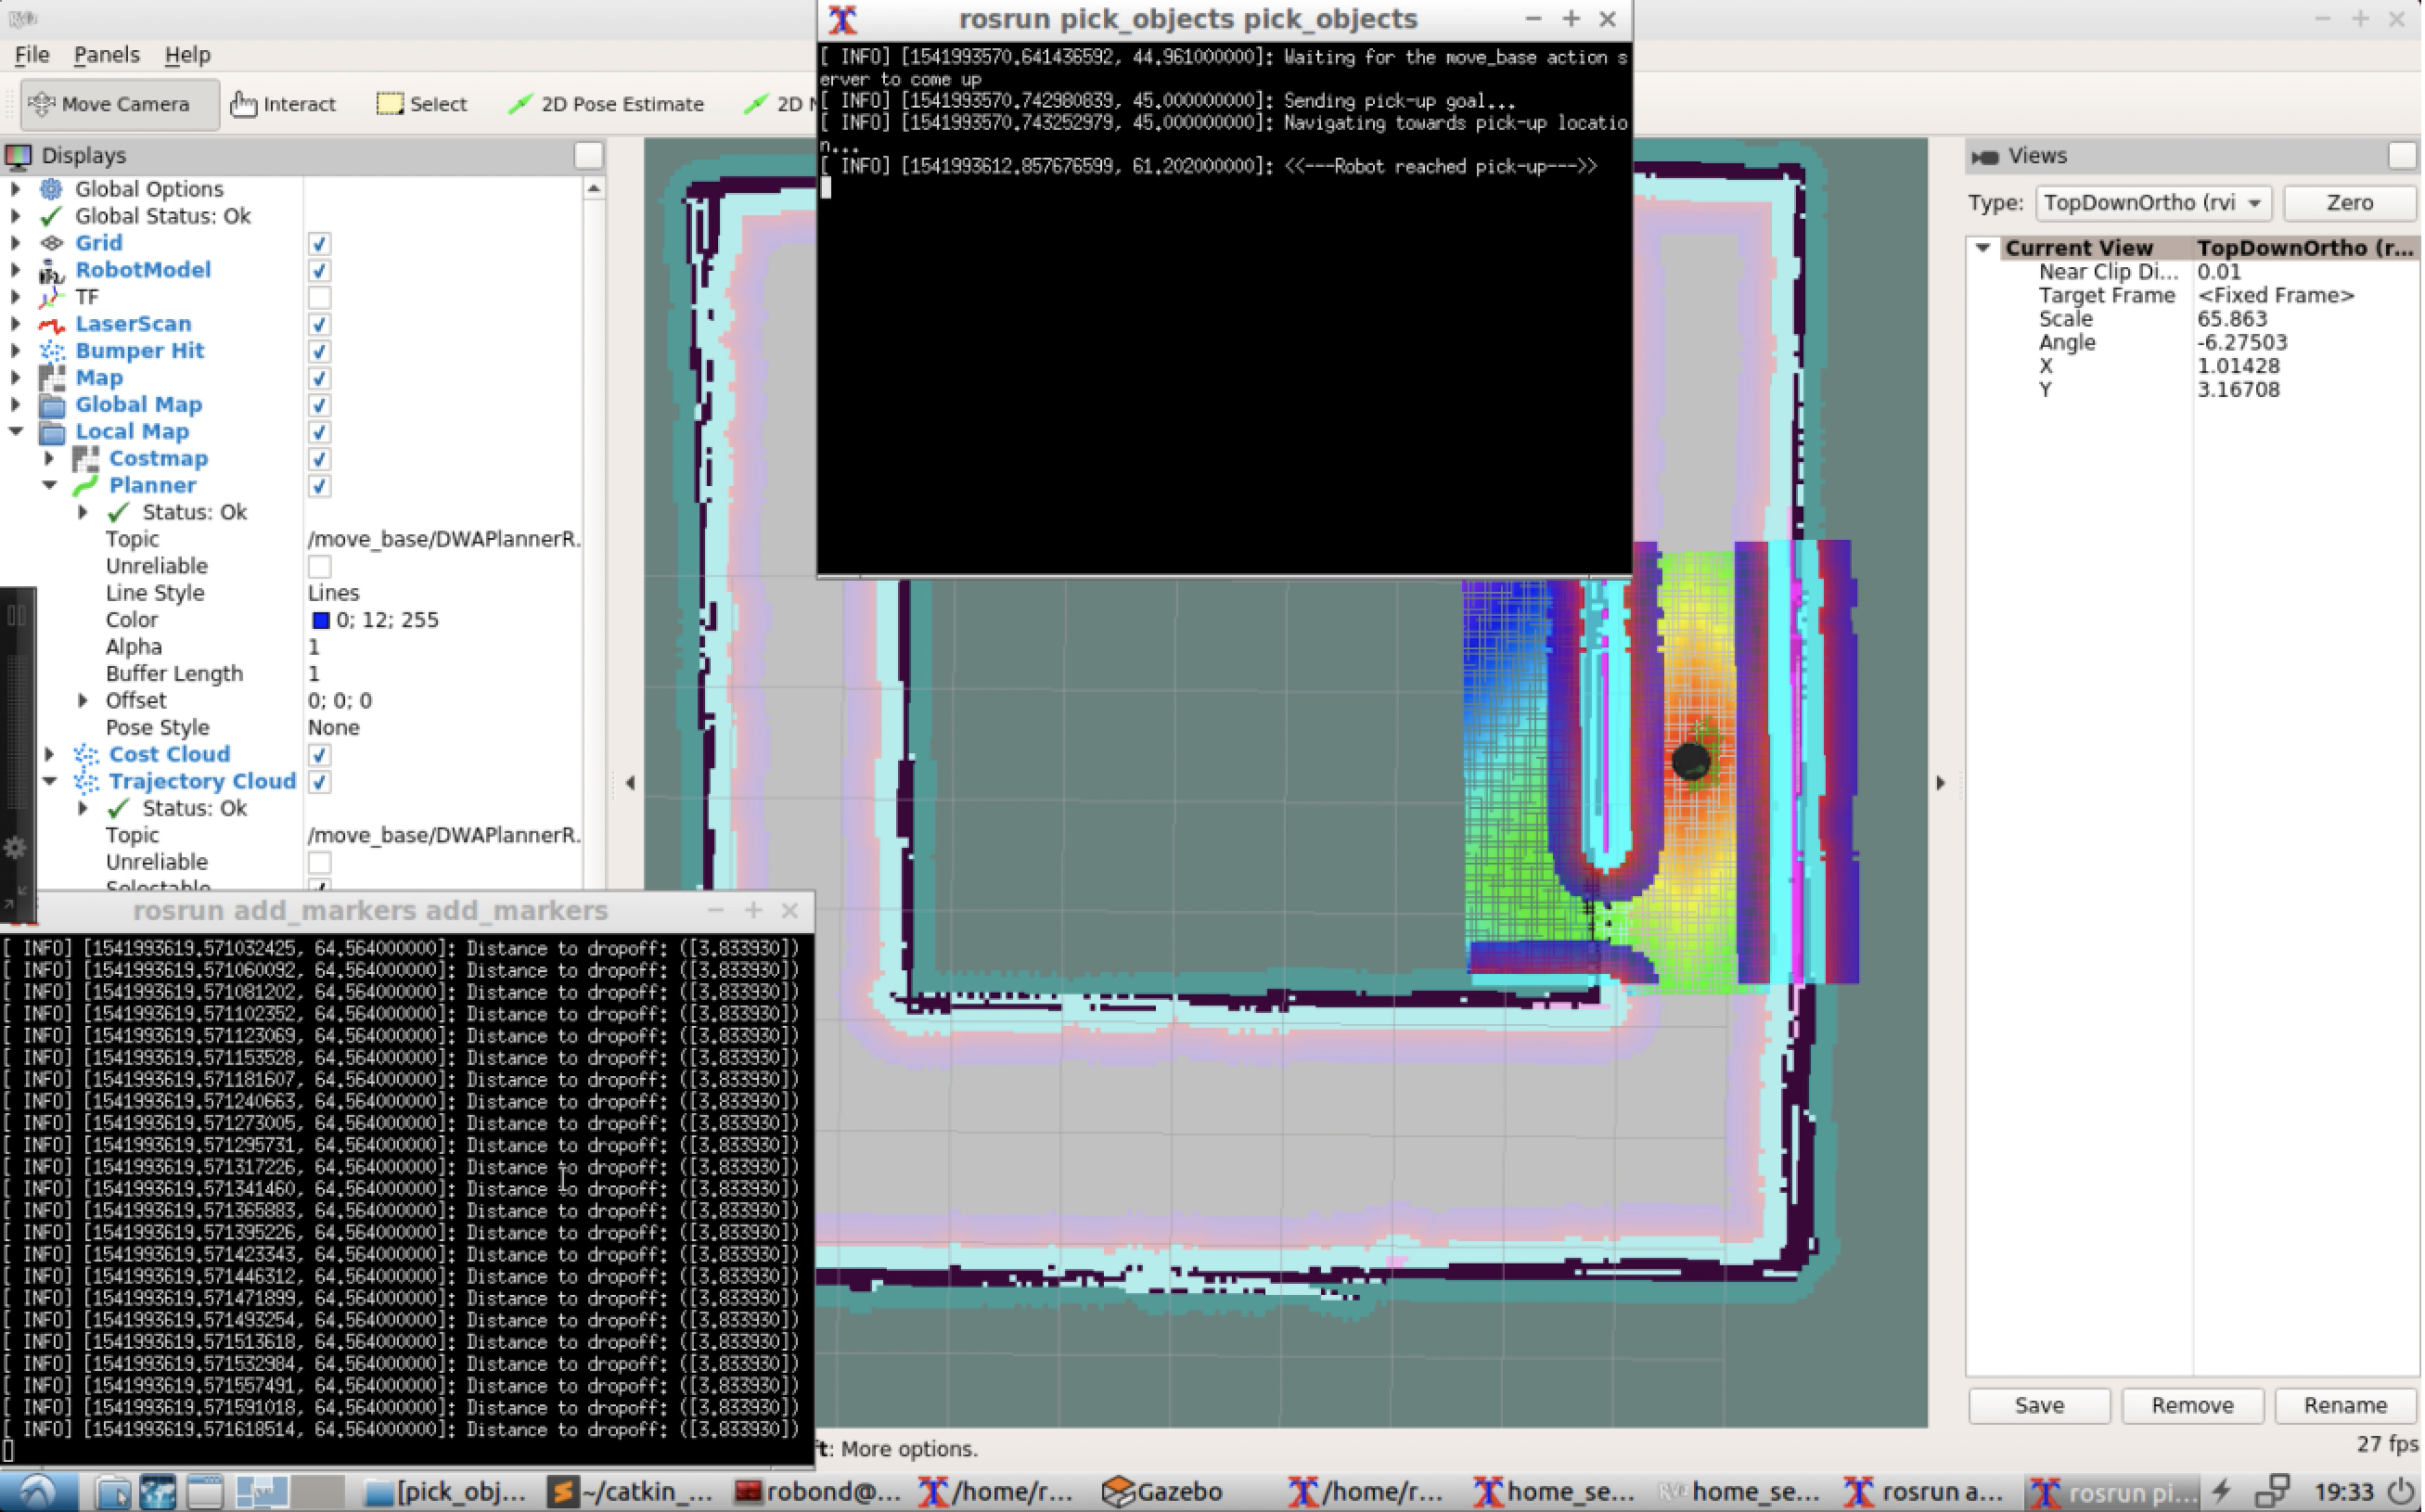 RViz
File Panels Help
Move Camera Interact Select 2D Pose Estimate 2D N
rosrun pick_objects pick_objects
[ INFO] [1541993570.641436592, 44.961000000]: Waiting for the move_base action s
erver to come up
[ INFO] [1541993570.742980839, 45.000000000]: Sending pick-up goal...
[ INFO] [1541993570.743252979, 45.000000000]: Navigating towards pick-up locatio
n...
[ INFO] [1541993612.857676599, 61.202000000]: <<---Robot reached pick-up--->>
Displays
Global Options
Global Status: Ok
Grid
RobotModel
TF
LaserScan
Bumper Hit
Map
Global Map
Local Map
Costmap
Planner
Status: Ok
Topic /move_base/DWAPlannerR.
Unreliable
Line Style Lines
Color 0; 12; 255
Alpha 1
Buffer Length 1
Offset 0; 0; 0
Pose Style None
Cost Cloud
Trajectory Cloud
Status: Ok
Topic /move_base/DWAPlannerR.
Unreliable
Selectable
Views
Type: TopDownOrtho (rvi Zero
Current View TopDownOrtho (r...
Near Clip Di... 0.01
Target Frame <Fixed Frame>
Scale 65.863
Angle -6.27503
X 1.01428
Y 3.16708
Save Remove Rename
rosrun add_markers add_markers
[ INFO] [1541993619.571032425, 64.564000000]: Distance to dropoff: ([3.833930])
[ INFO] [1541993619.571060092, 64.564000000]: Distance to dropoff: ([3.833930])
[ INFO] [1541993619.571081202, 64.564000000]: Distance to dropoff: ([3.833930])
[ INFO] [1541993619.571102352, 64.564000000]: Distance to dropoff: ([3.833930])
[ INFO] [1541993619.571123069, 64.564000000]: Distance to dropoff: ([3.833930])
[ INFO] [1541993619.571153528, 64.564000000]: Distance to dropoff: ([3.833930])
[ INFO] [1541993619.571181607, 64.564000000]: Distance to dropoff: ([3.833930])
[ INFO] [1541993619.571240663, 64.564000000]: Distance to dropoff: ([3.833930])
[ INFO] [1541993619.571273005, 64.564000000]: Distance to dropoff: ([3.833930])
[ INFO] [1541993619.571295731, 64.564000000]: Distance to dropoff: ([3.833930])
[ INFO] [1541993619.571317226, 64.564000000]: Distance to dropoff: ([3.833930])
[ INFO] [1541993619.571341460, 64.564000000]: Distance to dropoff: ([3.833930])
[ INFO] [1541993619.571365883, 64.564000000]: Distance to dropoff: ([3.833930])
[ INFO] [1541993619.571395226, 64.564000000]: Distance to dropoff: ([3.833930])
[ INFO] [1541993619.571423343, 64.564000000]: Distance to dropoff: ([3.833930])
[ INFO] [1541993619.571446312, 64.564000000]: Distance to dropoff: ([3.833930])
[ INFO] [1541993619.571471899, 64.564000000]: Distance to dropoff: ([3.833930])
[ INFO] [1541993619.571493254, 64.564000000]: Distance to dropoff: ([3.833930])
[ INFO] [1541993619.571513618, 64.564000000]: Distance to dropoff: ([3.833930])
[ INFO] [1541993619.571532984, 64.564000000]: Distance to dropoff: ([3.833930])
[ INFO] [1541993619.571557491, 64.564000000]: Distance to dropoff: ([3.833930])
[ INFO] [1541993619.571591018, 64.564000000]: Distance to dropoff: ([3.833930])
[ INFO] [1541993619.571618514, 64.564000000]: Distance to dropoff: ([3.833930])
ft: More options.
27 fps
[pick_obj... ~/catkin_... robond@... /home/r... Gazebo /home/r... home_se... RViz home_se... rosrun a... rosrun pi... 19:33